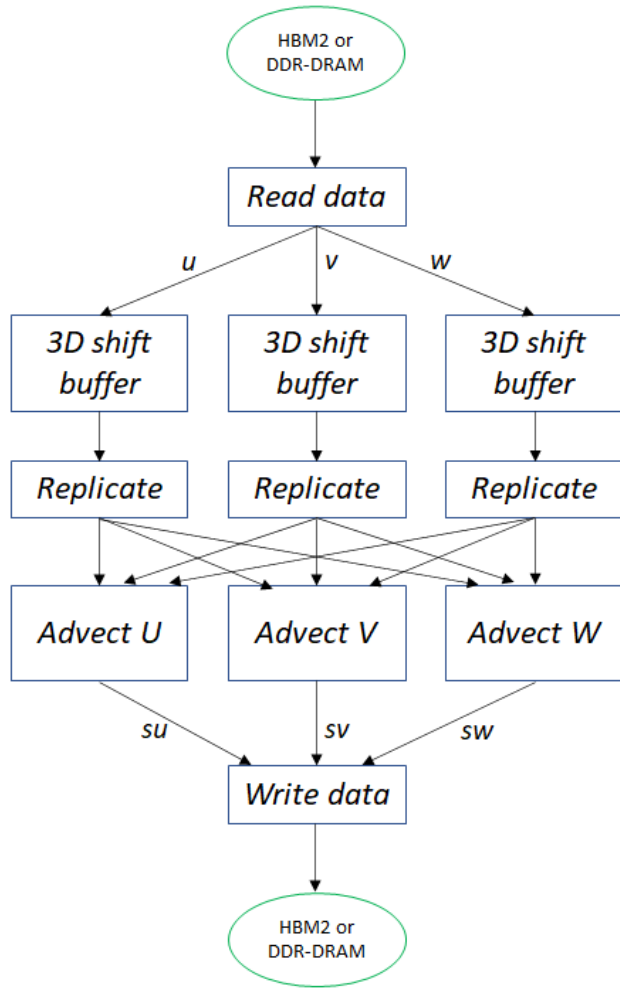 HBM2 or
DDR-DRAM
Read data
u
v
w
3D shift
buffer
3D shift
buffer
3D shift
buffer
Replicate
Replicate
Replicate
Advect U
Advect V
Advect W
su
sv
sw
Write data
HBM2 or
DDR-DRAM